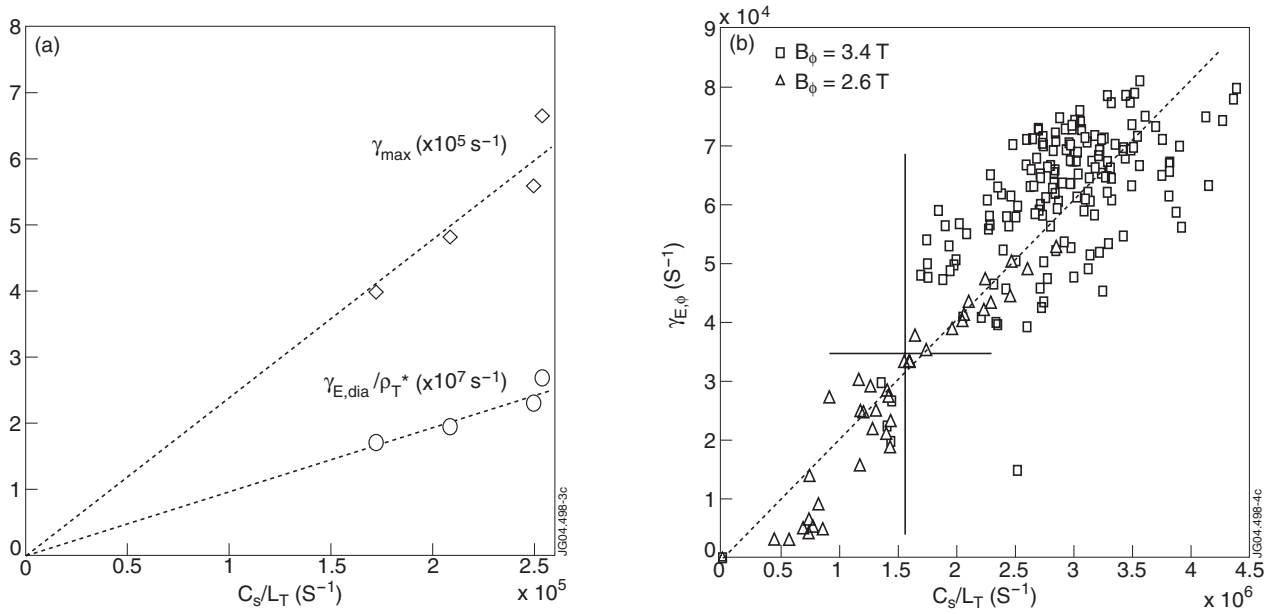 (a)
8
7
6
5
4
3
2
1
0
γmax (x10⁵ s⁻¹)
γE,dia/ρT* (x10⁷ s⁻¹)
0 0.5 1 1.5 2 2.5
x 10⁵
Cs/LT (S⁻¹)
JG04.498-3c
x 10⁴
(b)
Bϕ = 3.4 T
Bϕ = 2.6 T
9
8
7
6
5
4
3
2
1
0
γE,ϕ (S⁻¹)
0 0.5 1 1.5 2 2.5 3 3.5 4 4.5
x 10⁶
Cs/LT (S⁻¹)
JG04.498-4c